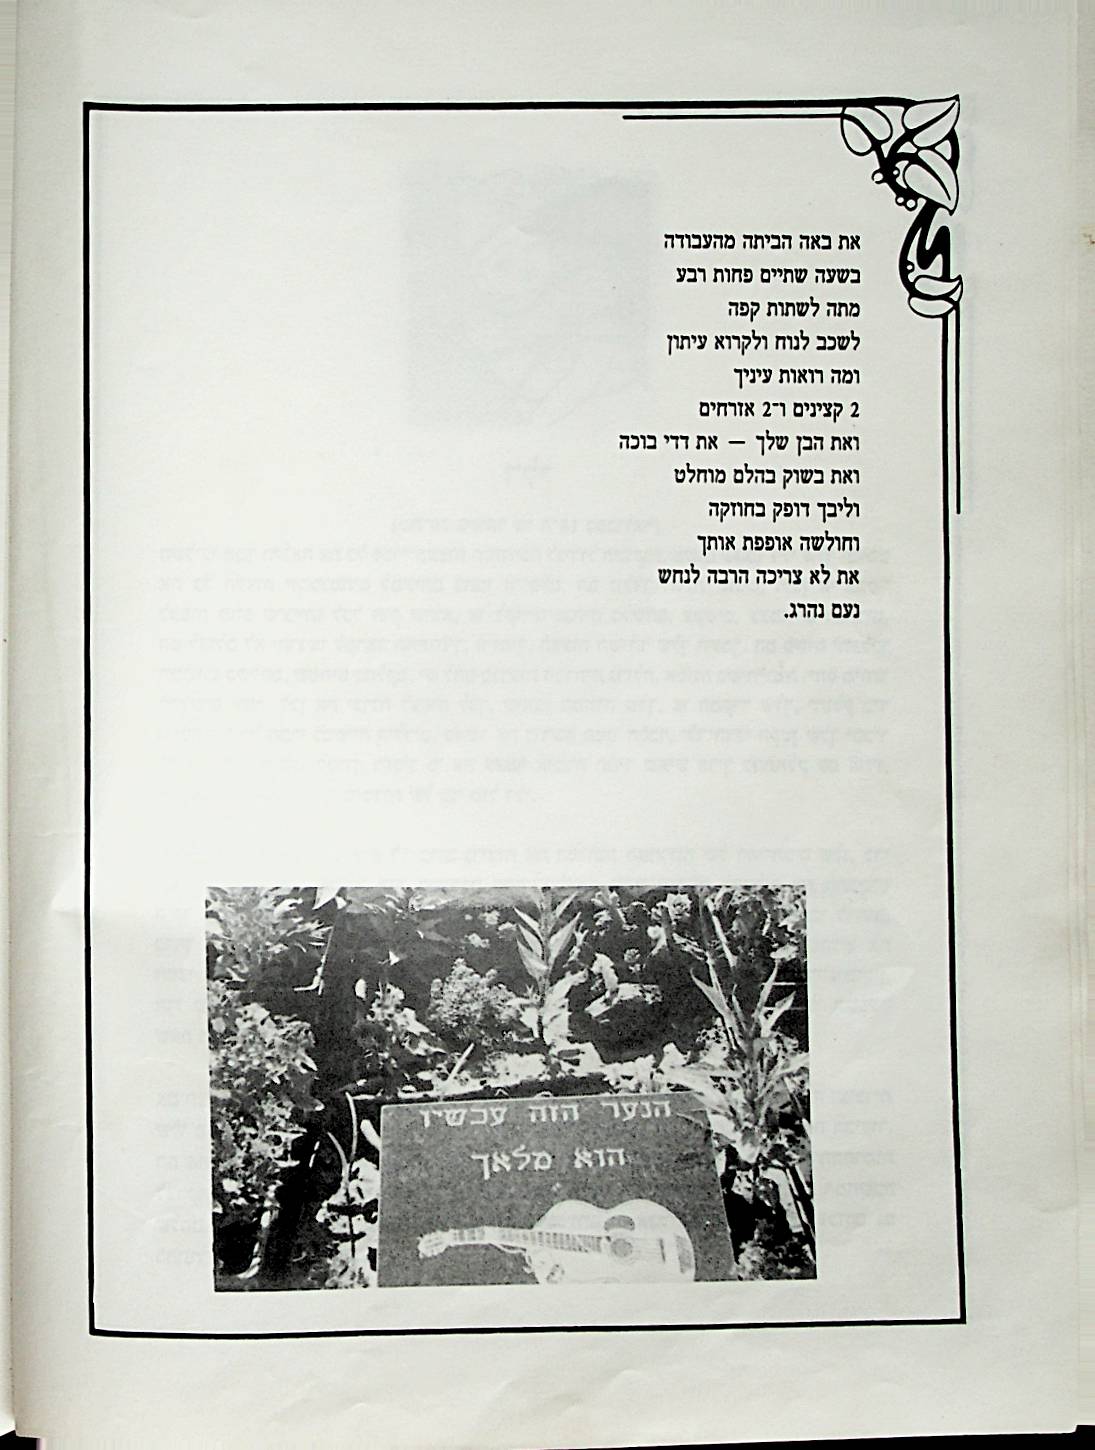 את באה הביתה מהעבודה
בשעה שתיים פחות רבע
מתה לשתות קפה
לשכב לנוח ולקרוא עיתון
ומה רואות עיניך
2 קצינים ו־2 אזרחים
ואת הבן שלך — את דדי בוכה
ואת בשוק בהלם מוחלט
וליבך דופק בחוזקה
וחולשה אופפת אותך
את לא צריכה הרבה לנחש
נעם נהרג.
הנער הזה עכשיו
הוא מלאך